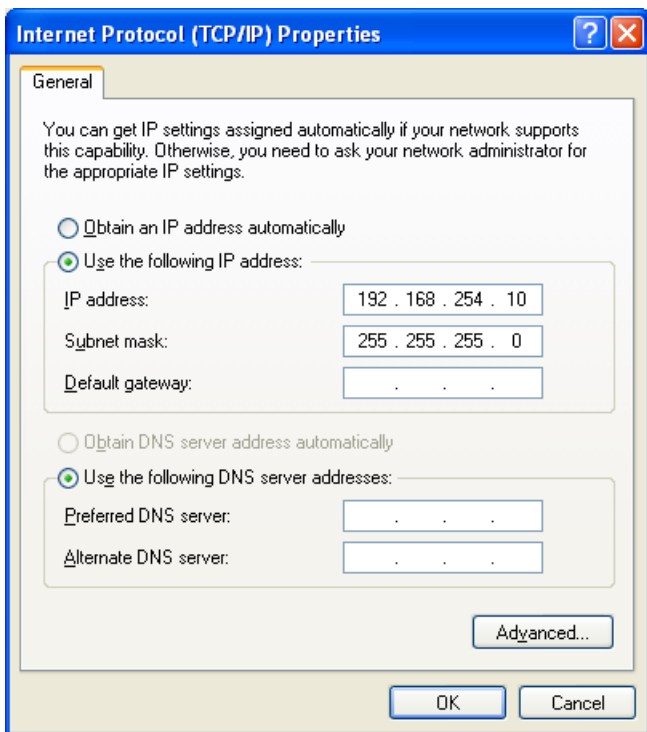 Internet Protocol (TCP/IP) Properties
General
You can get IP settings assigned automatically if your network supports
this capability. Otherwise, you need to ask your network administrator for
the appropriate IP settings.
Obtain an IP address automatically
Use the following IP address:
IP address: 192 . 168 . 254 . 10
Subnet mask: 255 . 255 . 255 . 0
Default gateway: . . .
Obtain DNS server address automatically
Use the following DNS server addresses:
Preferred DNS server: . . .
Alternate DNS server: . . .
Advanced...
OK Cancel